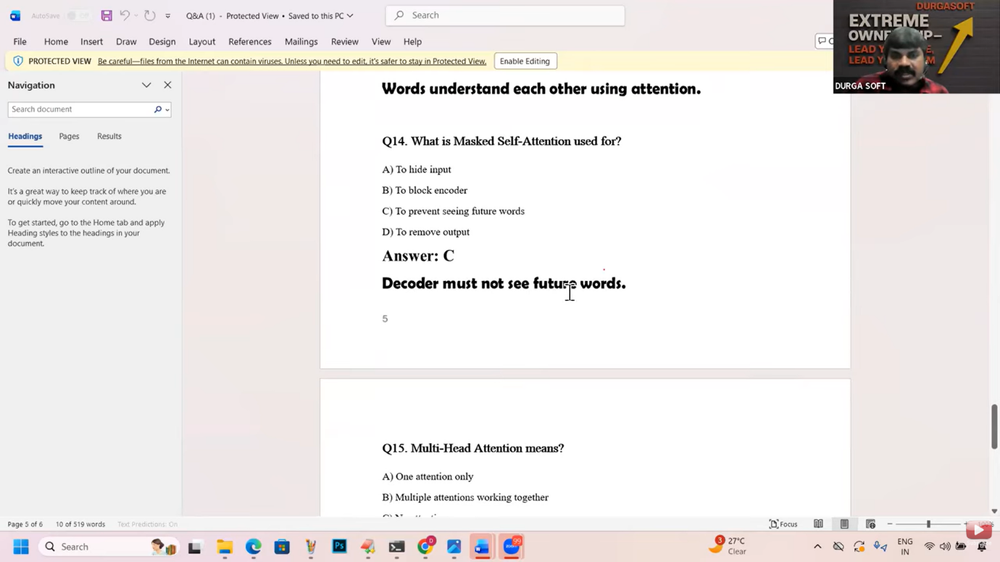 AutoSave
Q&A (1) - Protected View • Saved to this PC
Search
DURGASOFT
EXTREME
LEAD
DURGA SOFT
File Home Insert Draw Design Layout References Mailings Review View Help
PROTECTED VIEW Be careful—files from the Internet can contain viruses. Unless you need to edit, it's safer to stay in Protected View. Enable Editing
Navigation
Search document
Headings Pages Results
Create an interactive outline of your document.
It's a great way to keep track of where you are
or quickly move your content around.
To get started, go to the Home tab and apply
Heading styles to the headings in your
document.
Words understand each other using attention.
Q14. What is Masked Self-Attention used for?
A) To hide input
B) To block encoder
C) To prevent seeing future words
D) To remove output
Answer: C
Decoder must not see future words.
5
Q15. Multi-Head Attention means?
A) One attention only
B) Multiple attentions working together
Page 5 of 6 10 of 519 words Text Predictions: On
Focus
Search
Ps
99
3
27°C
Clear
ENG
IN